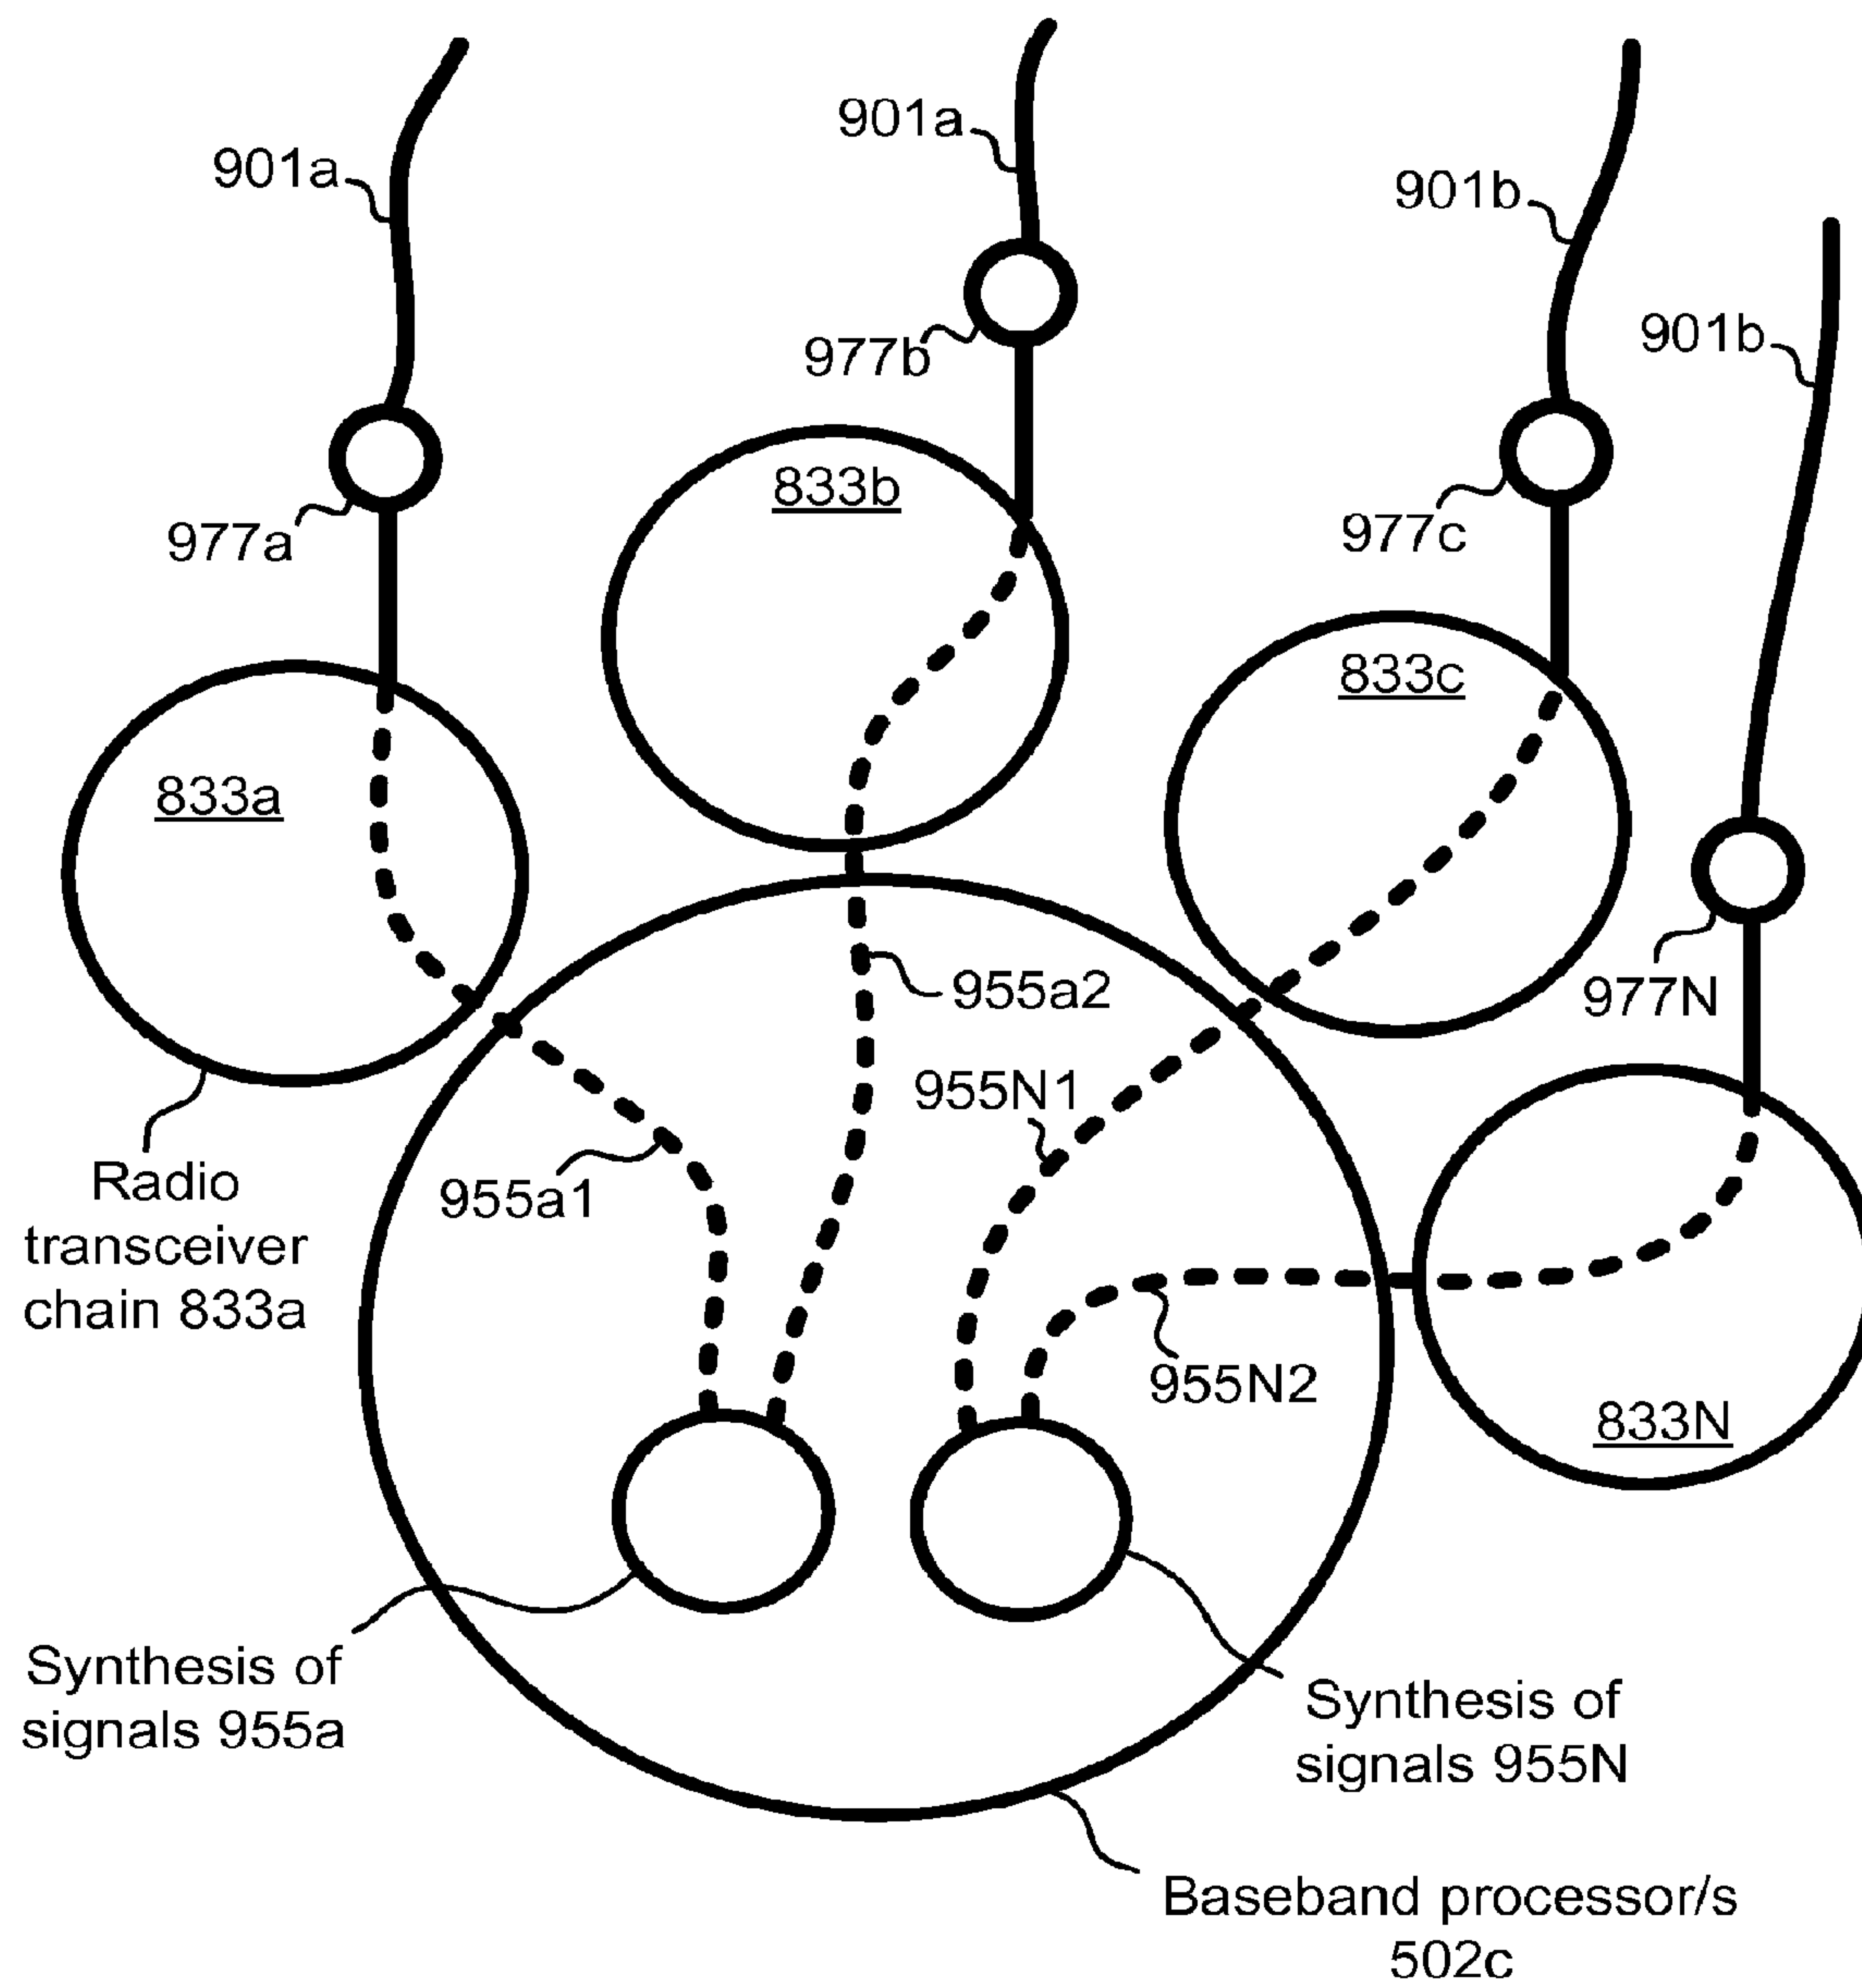 901a
901a
901b
901b
977b
977a
977c
833b
833c
833a
977N
955a2
955N1
Radio
transceiver
chain 833a
955a1
955N2
833N
Synthesis of
signals 955a
Synthesis of
signals 955N
Baseband processor/s
502c